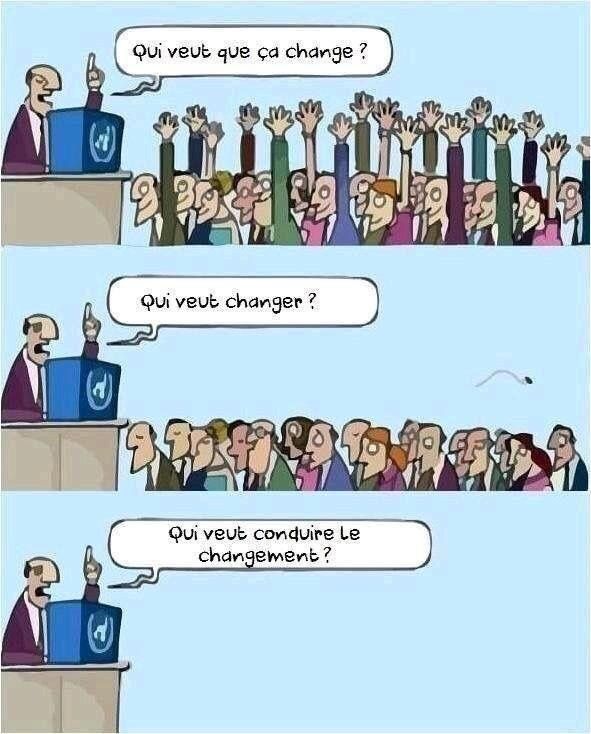 Qui veut que ça change ?
Qui veut changer ?
Qui veut conduire le
changement ?